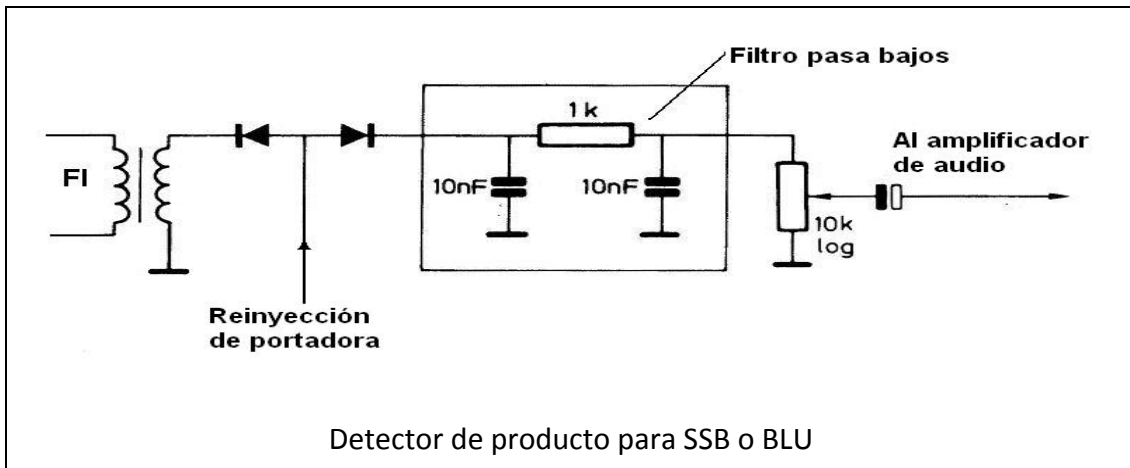 Filtro pasa bajos
1 k
Al amplificador
de audio
FI
10nF
10nF
10k
log
Reinyección
de portadora
Detector de producto para SSB o BLU